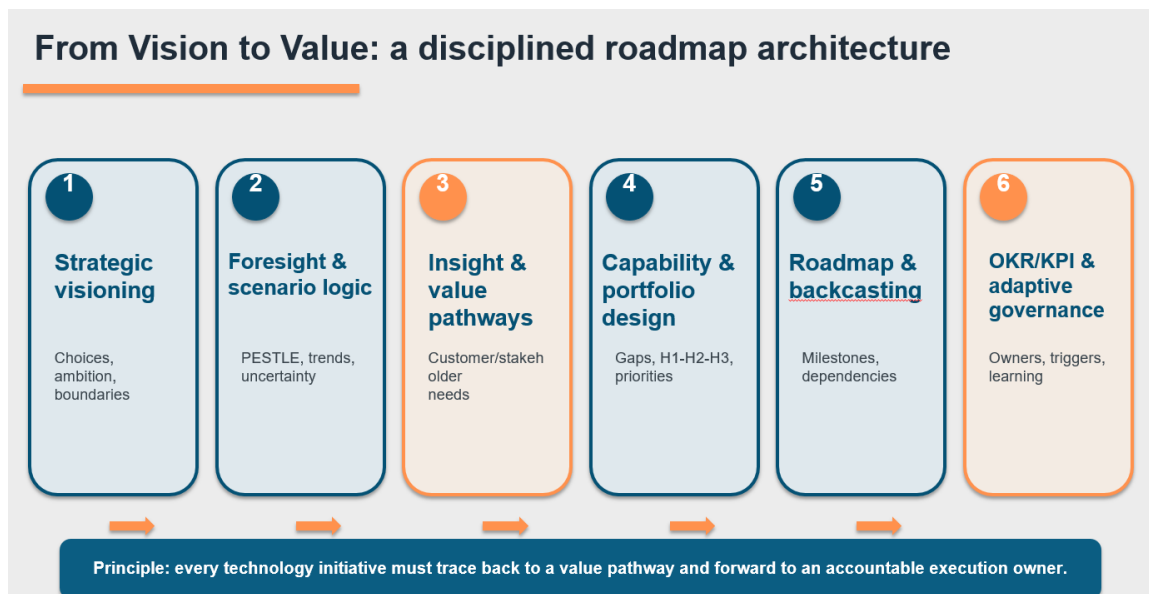 From Vision to Value: a disciplined roadmap architecture
1
Strategic
visioning
Choices,
ambition,
boundaries
2
Foresight &
scenario logic
PESTLE, trends,
uncertainty
3
Insight &
value
pathways
Customer/stakeh
older
needs
4
Capability &
portfolio
design
Gaps, H1-H2-H3,
priorities
5
Roadmap &
backcasting
Milestones,
dependencies
6
OKR/KPI &
adaptive
governance
Owners, triggers,
learning
Principle: every technology initiative must trace back to a value pathway and forward to an accountable execution owner.